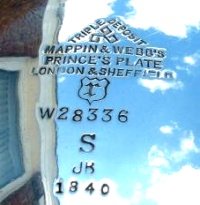 TRIPLE DEPOSIT
MAPPIN & WEBB'S
PRINCE'S PLATE
LONDON & SHEFFIELD
W28336
S
JK
1840